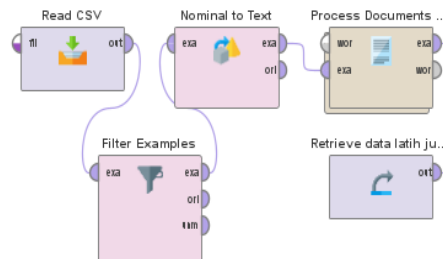 Read CSV
fil
out
Nominal to Text
exa
exa
ori
Process Documents ...
wor
exa
exa
wor
Filter Examples
exa
exa
ori
unm
Retrieve data latih ju...
out